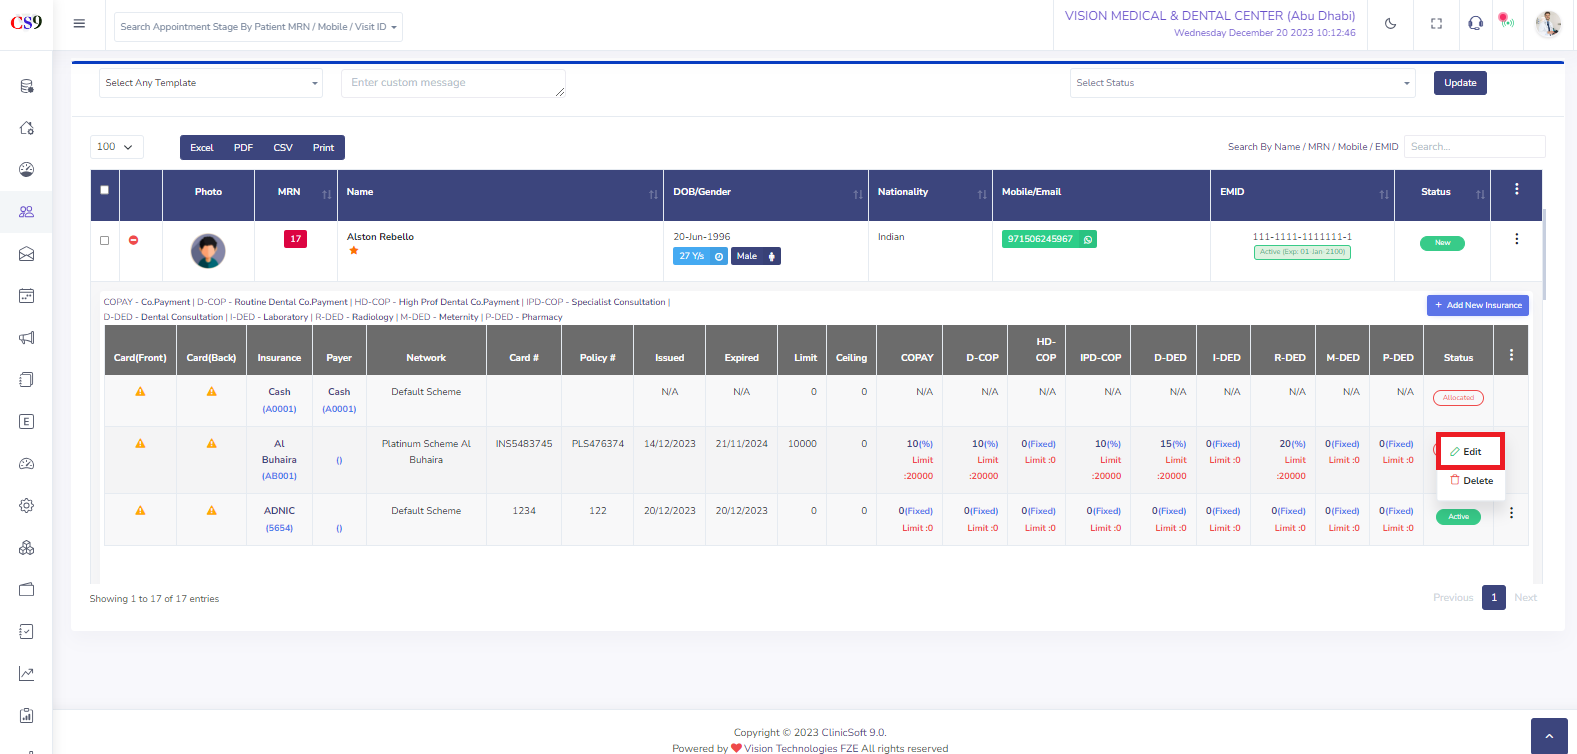 CS9
Search Appointment Stage By Patient MRN / Mobile / Visit ID
VISION MEDICAL & DENTAL CENTER (Abu Dhabi)
Wednesday December 20 2023 10:12:46
Select Any Template
Enter custom message
Select Status
Update
100
Excel PDF CSV Print
Search By Name / MRN / Mobile / EMID
Search...
Photo MRN Name DOB/Gender Nationality Mobile/Email EMID Status
17 Alston Rebello 20-Jun-1996 Indian 971506245967 111-1111-1111111-1 New
27 Y/s Male Active (Exp: 01-Jan-2100)
COPAY - Co.Payment | D-COP - Routine Dental Co.Payment | HD-COP - High Prof Dental Co.Payment | IPD-COP - Specialist Consultation |
D-DED - Dental Consultation | I-DED - Laboratory | R-DED - Radiology | M-DED - Meternity | P-DED - Pharmacy
+ Add New Insurance
Card(Front) Card(Back) Insurance Payer Network Card # Policy # Issued Expired Limit Ceiling COPAY D-COP HD-COP IPD-COP D-DED I-DED R-DED M-DED P-DED Status
Cash Cash Default Scheme N/A N/A 0 0 N/A N/A N/A N/A N/A N/A N/A N/A N/A Allocated
(A0001) (A0001)
Al Platinum Scheme Al INS5483745 PLS476374 14/12/2023 21/11/2024 10000 0 10(%) 10(%) 0(Fixed) 10(%) 15(%) 0(Fixed) 20(%) 0(Fixed) 0(Fixed)
Buhaira () Buhaira Limit Limit Limit :0 Limit Limit Limit :0 Limit Limit :0 Limit :0
(AB001) :20000 :20000 :20000 :20000 :20000
Edit
Delete
ADNIC Default Scheme 1234 122 20/12/2023 20/12/2023 0 0 0(Fixed) 0(Fixed) 0(Fixed) 0(Fixed) 0(Fixed) 0(Fixed) 0(Fixed) 0(Fixed) 0(Fixed) Active
(5654) () Limit :0 Limit :0 Limit :0 Limit :0 Limit :0 Limit :0 Limit :0 Limit :0 Limit :0
Showing 1 to 17 of 17 entries
Previous 1 Next
Copyright © 2023 ClinicSoft 9.0.
Powered by ❤ Vision Technologies FZE All rights reserved